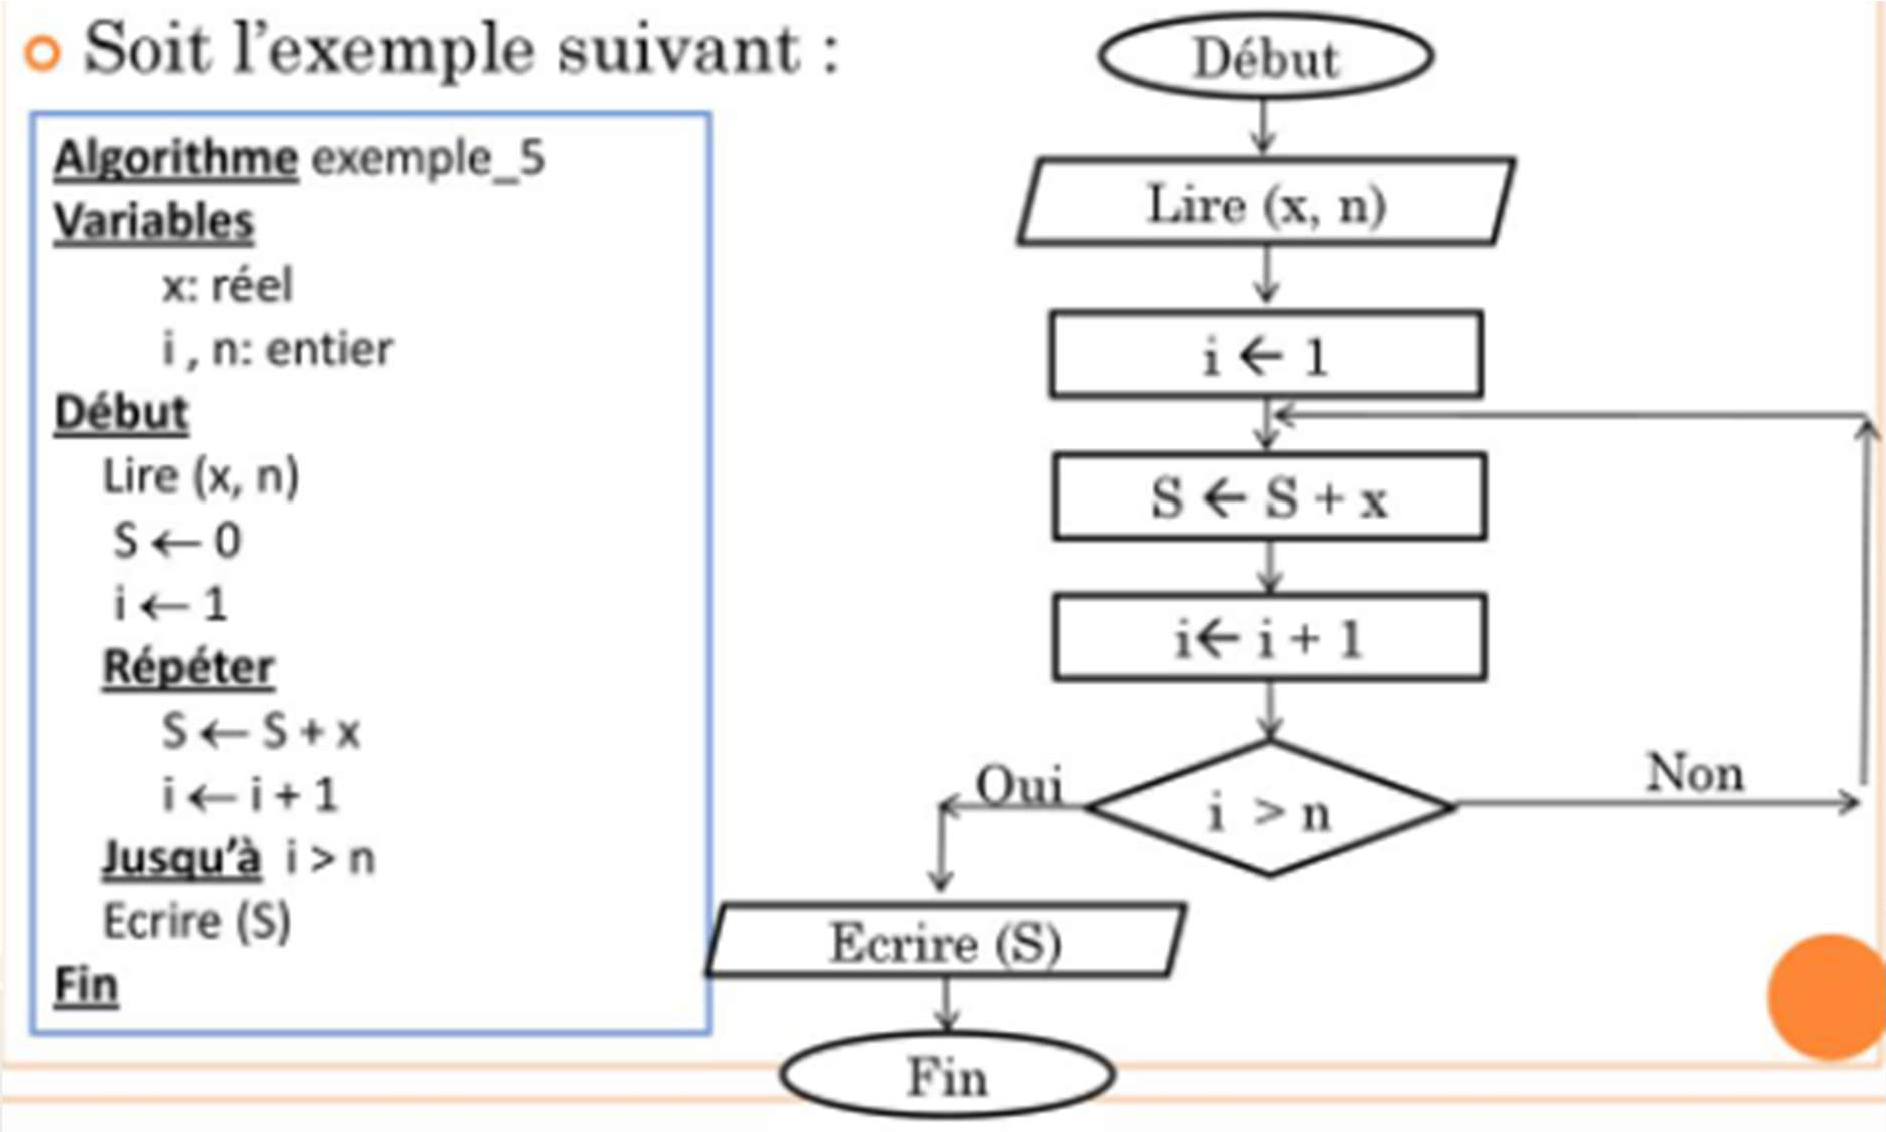 Soit l'exemple suivant :
Algorithme exemple_5
Variables
x: réel
i , n: entier
Début
Lire (x, n)
S ← 0
i ← 1
Répéter
S ← S + x
i ← i + 1
Jusqu'à i > n
Ecrire (S)
Fin
Début
Lire (x, n)
i ← 1
S ← S + x
i← i + 1
i > n
Oui
Non
Ecrire (S)
Fin